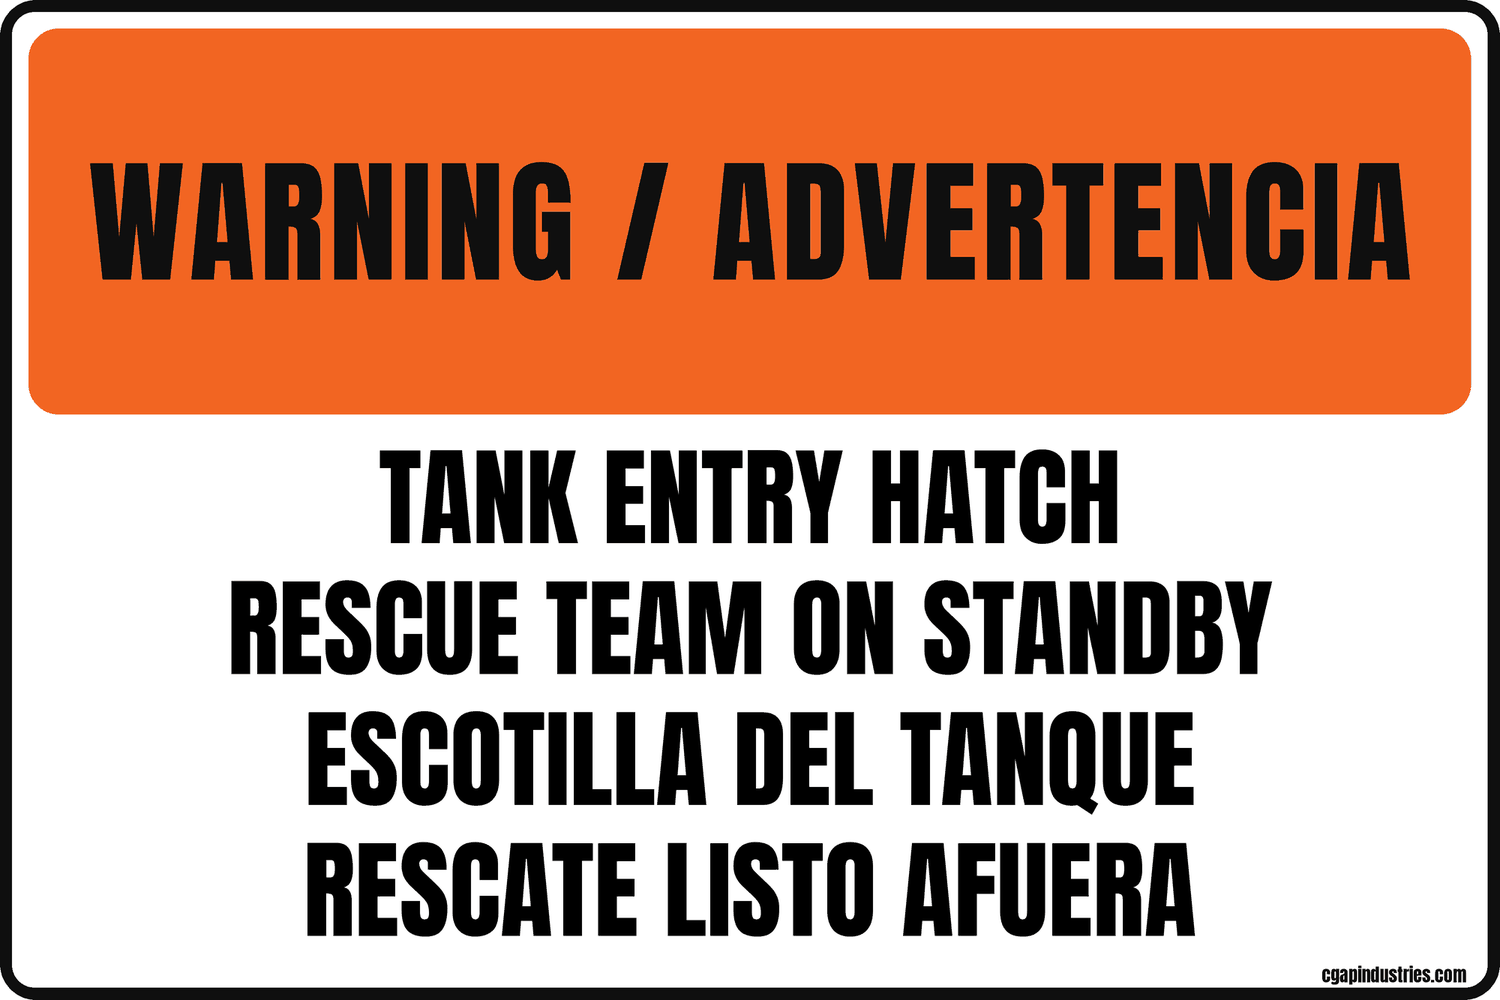 WARNING / ADVERTENCIA
TANK ENTRY HATCH
RESCUE TEAM ON STANDBY
ESCOTILLA DEL TANQUE
RESCATE LISTO AFUERA
cgapindustries.com